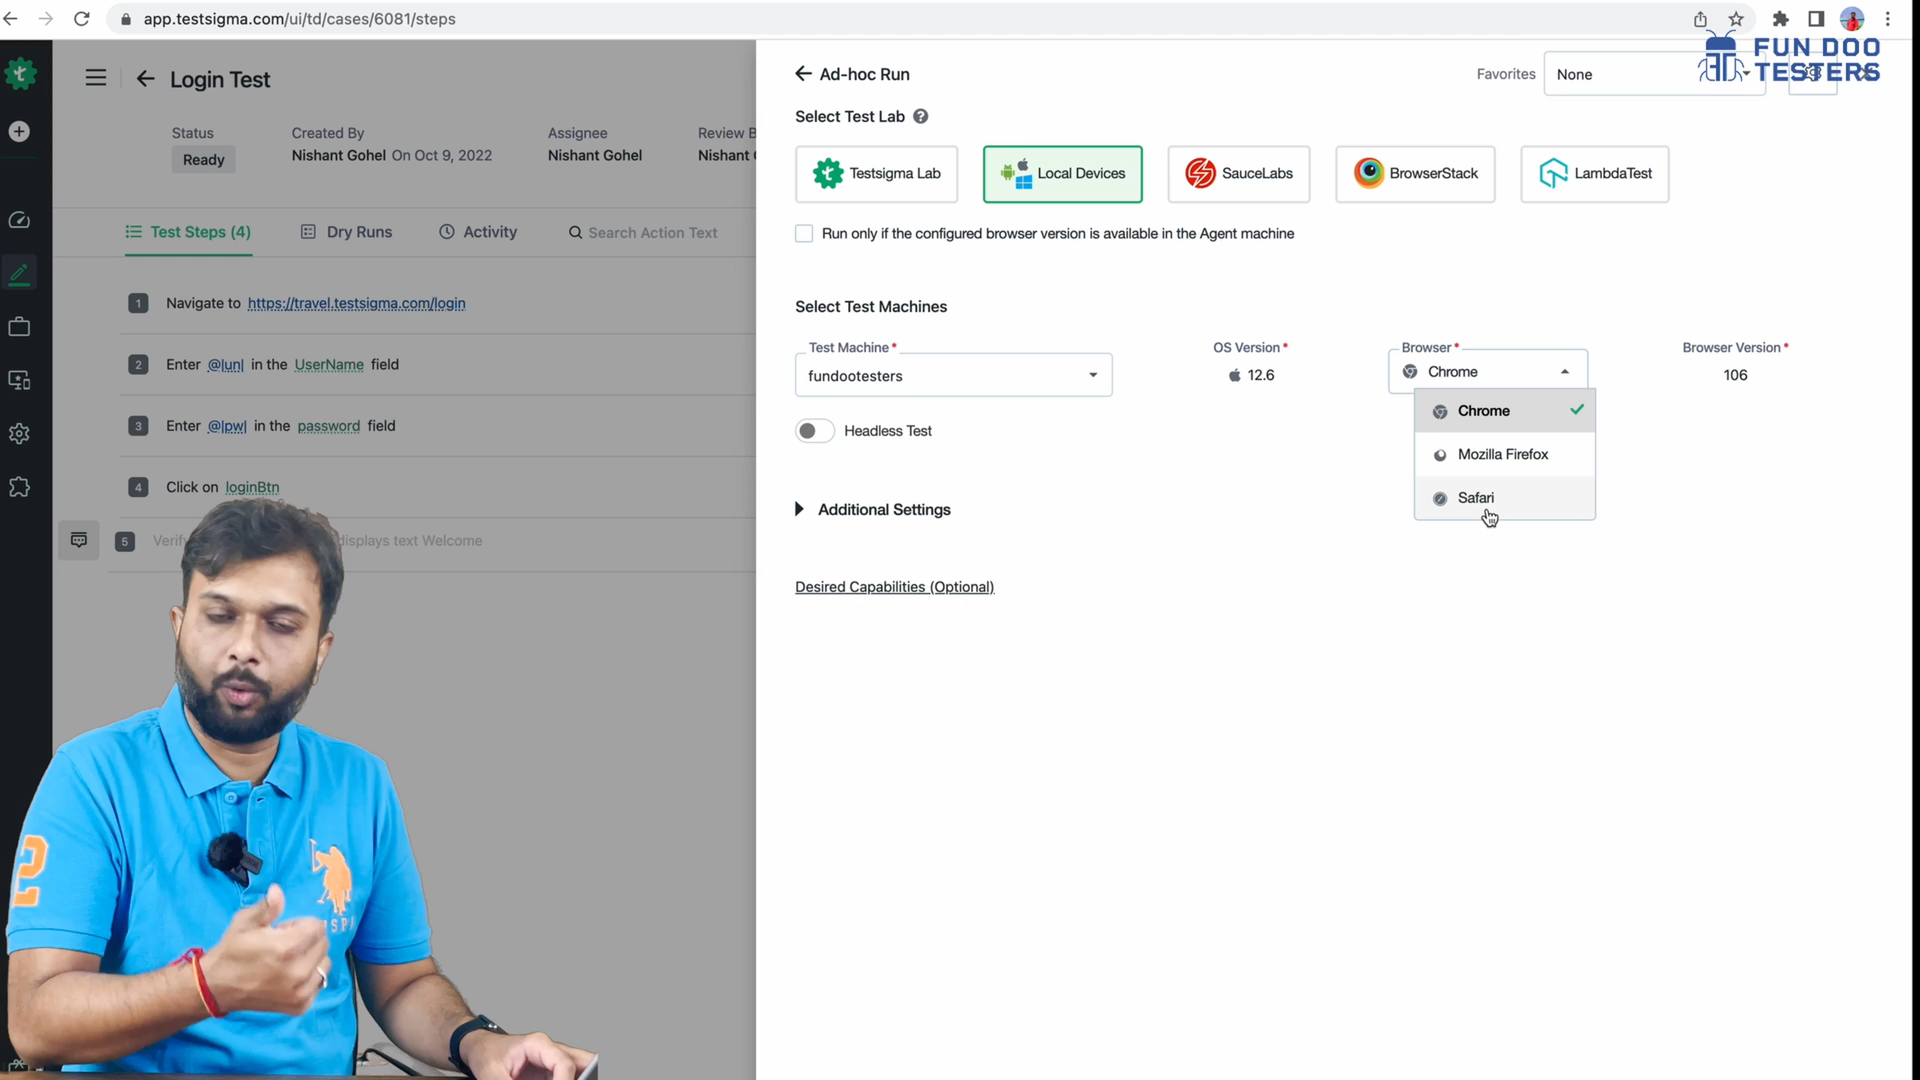 app.testsigma.com/ui/td/cases/6081/steps
FUN DOO
TESTERS
Login Test
Ad-hoc Run
Favorites
None
Status
Created By
Assignee
Review B
Ready
Nishant Gohel On Oct 9, 2022
Nishant Gohel
Nishant
Select Test Lab
Testsigma Lab
Local Devices
SauceLabs
BrowserStack
LambdaTest
Test Steps (4)
Dry Runs
Activity
Search Action Text
Run only if the configured browser version is available in the Agent machine
1 Navigate to https://travel.testsigma.com/login
2 Enter @|un| in the UserName field
3 Enter @|pw| in the password field
4 Click on loginBtn
5 Verify displays text Welcome
Select Test Machines
Test Machine *
fundootesters
OS Version *
12.6
Browser *
Chrome
Browser Version *
106
Chrome
Mozilla Firefox
Safari
Headless Test
Additional Settings
Desired Capabilities (Optional)
2